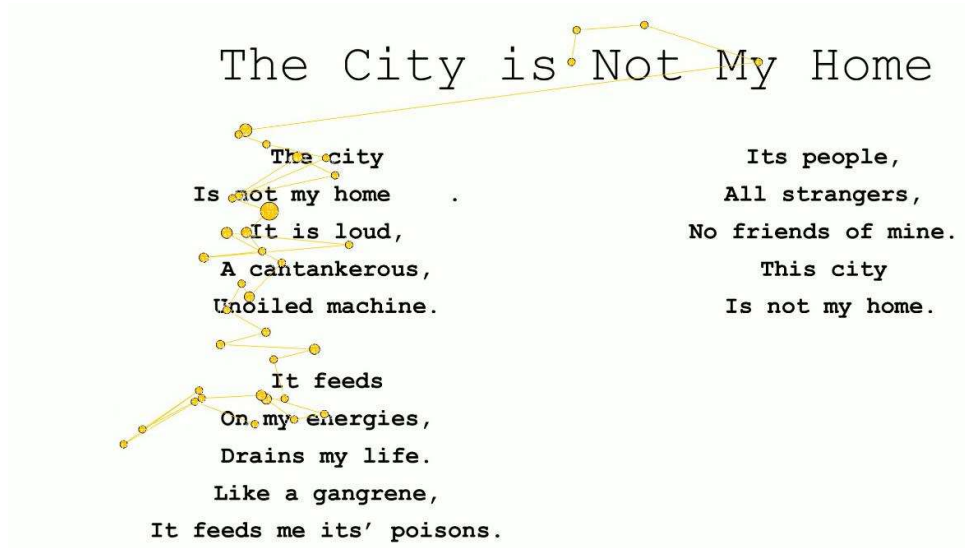 The City is Not My Home
The city
Is not my home .
It is loud,
A cantankerous,
Unoiled machine.
It feeds
On my energies,
Drains my life.
Like a gangrene,
It feeds me its’ poisons.
Its people,
All strangers,
No friends of mine.
This city
Is not my home.